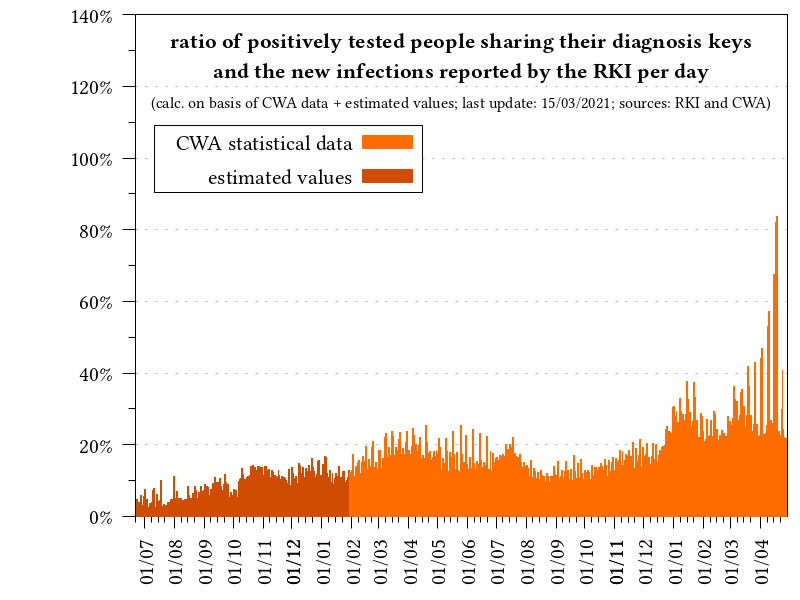 140%
ratio of positively tested people sharing their diagnosis keys
and the new infections reported by the RKI per day
120%
(calc. on basis of CWA data + estimated values; last update: 15/03/2021; sources: RKI and CWA)
CWA statistical data
100%
estimated values
80%
60%
40%
20%
0%
01/07 01/08 01/09 01/10 01/11 01/12 01/01 01/02 01/03 01/04 01/05 01/06 01/07 01/08 01/09 01/10 01/11 01/12 01/01 01/02 01/03 01/04